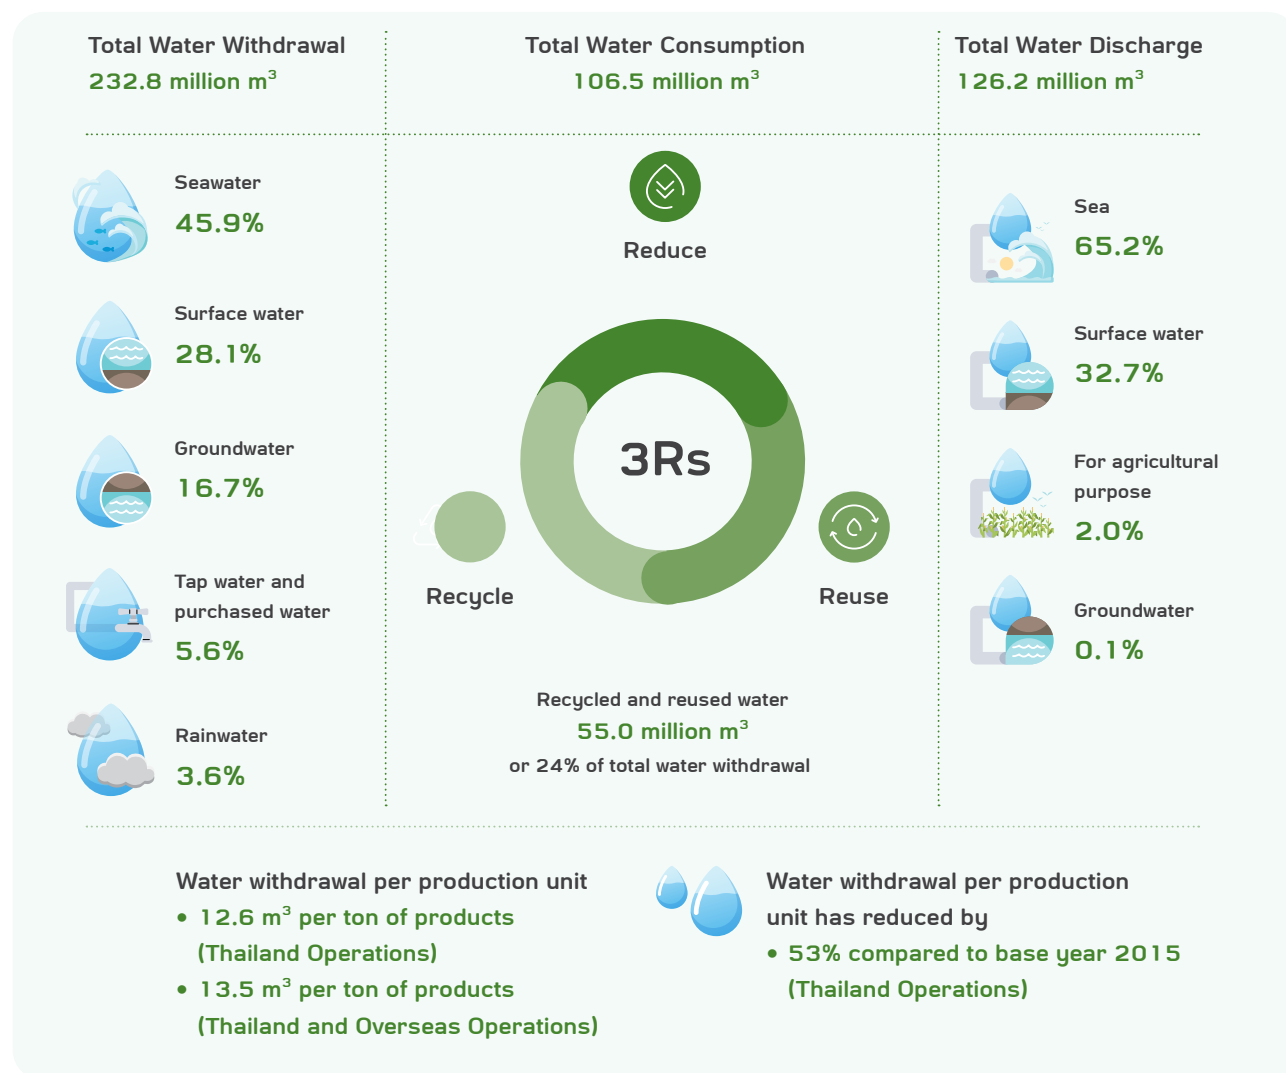 Total Water Withdrawal
232.8 million m³
Total Water Consumption
106.5 million m³
Total Water Discharge
126.2 million m³
Seawater
45.9%
Surface water
28.1%
Groundwater
16.7%
Tap water and
purchased water
5.6%
Rainwater
3.6%
Reduce
3Rs
Recycle
Reuse
Recycled and reused water
55.0 million m³
or 24% of total water withdrawal
Sea
65.2%
Surface water
32.7%
For agricultural
purpose
2.0%
Groundwater
0.1%
Water withdrawal per production unit
• 12.6 m³ per ton of products
(Thailand Operations)
• 13.5 m³ per ton of products
(Thailand and Overseas Operations)
Water withdrawal per production
unit has reduced by
• 53% compared to base year 2015
(Thailand Operations)